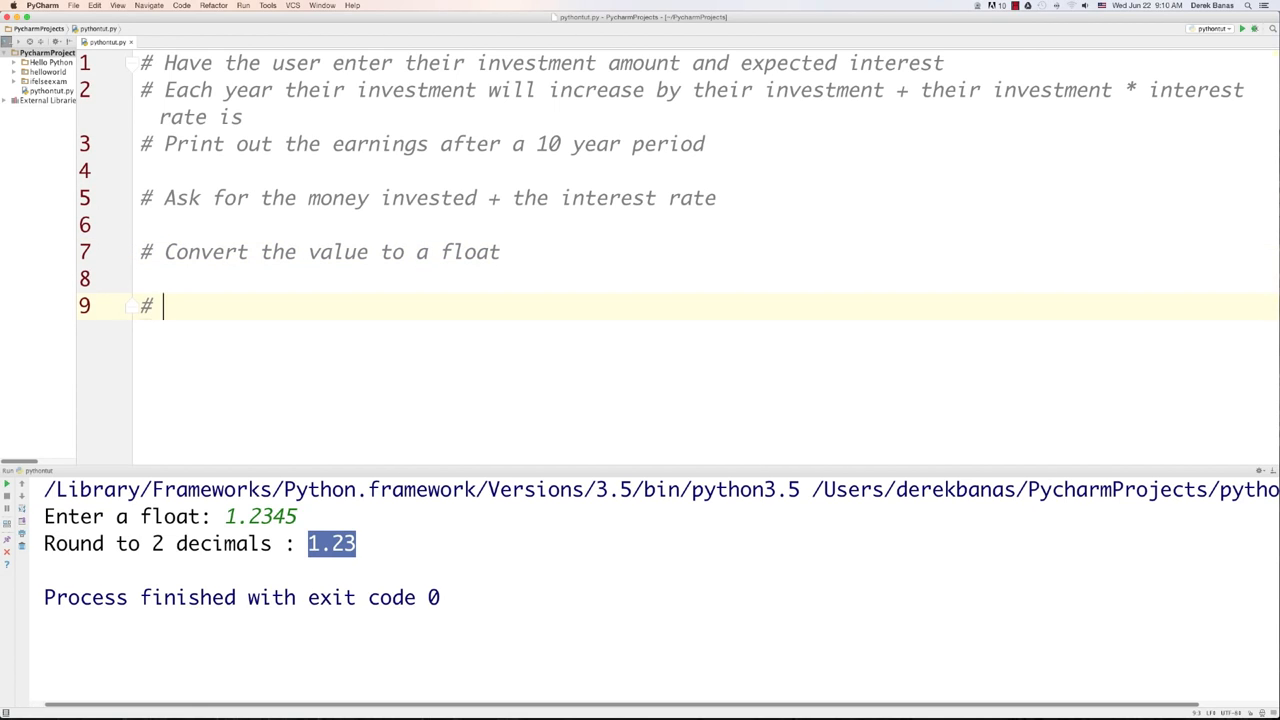 PyCharm File Edit View Navigate Code Refactor Run Tools VCS Window Help 10 Wed Jun 22 9:10 AM Derek Banas
pythontut.py - PycharmProjects - [~/PycharmProjects]
PycharmProjects pythontut.py pythontut
pythontut.py
PycharmProject
Hello Python
helloworld
ifelseexam
pythontut.py
External Librarie
1 # Have the user enter their investment amount and expected interest
2 # Each year their investment will increase by their investment + their investment * interest
rate is
3 # Print out the earnings after a 10 year period
4
5 # Ask for the money invested + the interest rate
6
7 # Convert the value to a float
8
9 #
Run pythontut
/Library/Frameworks/Python.framework/Versions/3.5/bin/python3.5 /Users/derekbanas/PycharmProjects/pytho
Enter a float: 1.2345
Round to 2 decimals : 1.23
Process finished with exit code 0
9:3 LF UTF-8